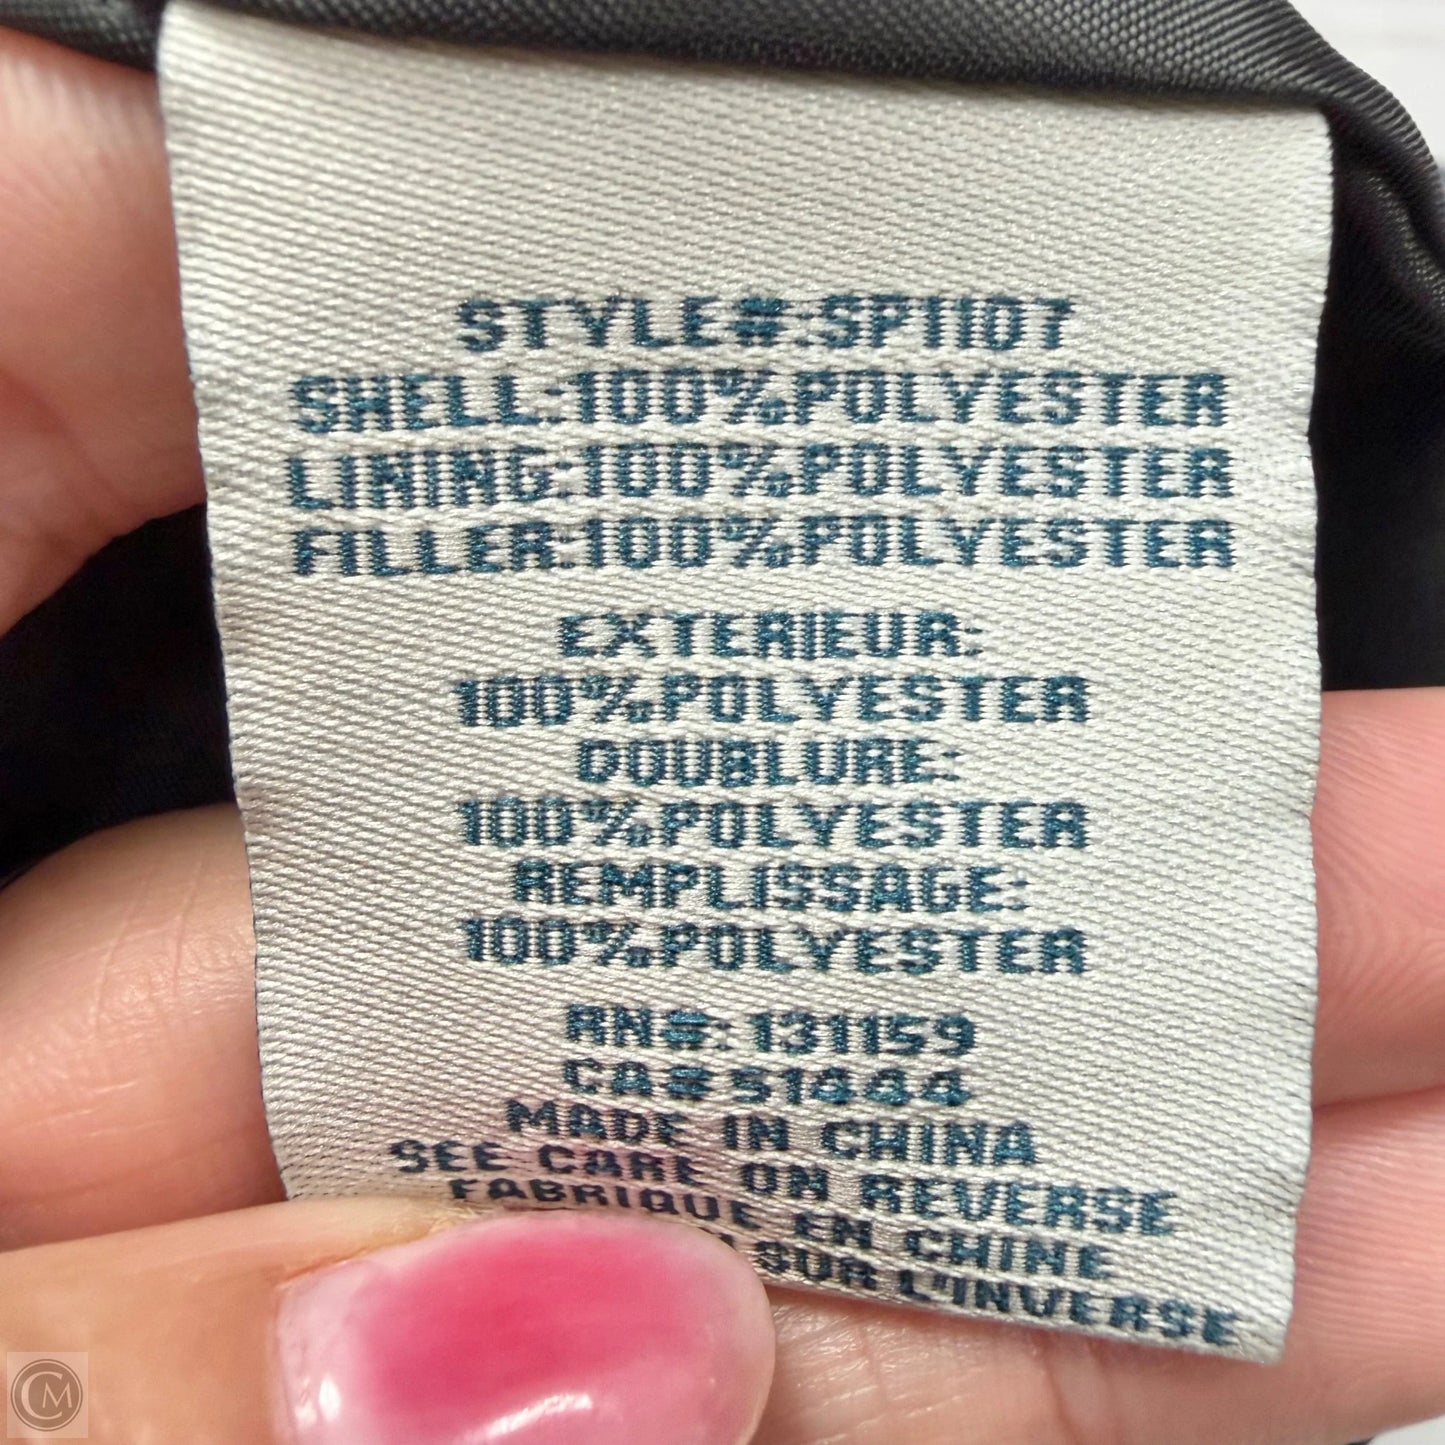 STYLE#:SP1107
SHELL:100%POLYESTER
LINING:100%POLYESTER
FILLER:100%POLYESTER
EXTERIEUR:
100%POLYESTER
DOUBLURE:
100%POLYESTER
REMPLISSAGE:
100%POLYESTER
RN#:131159
CA#51444
MADE IN CHINA
SEE CARE ON REVERSE
FABRIQUE EN CHINE
SUR L'INVERSE
CM